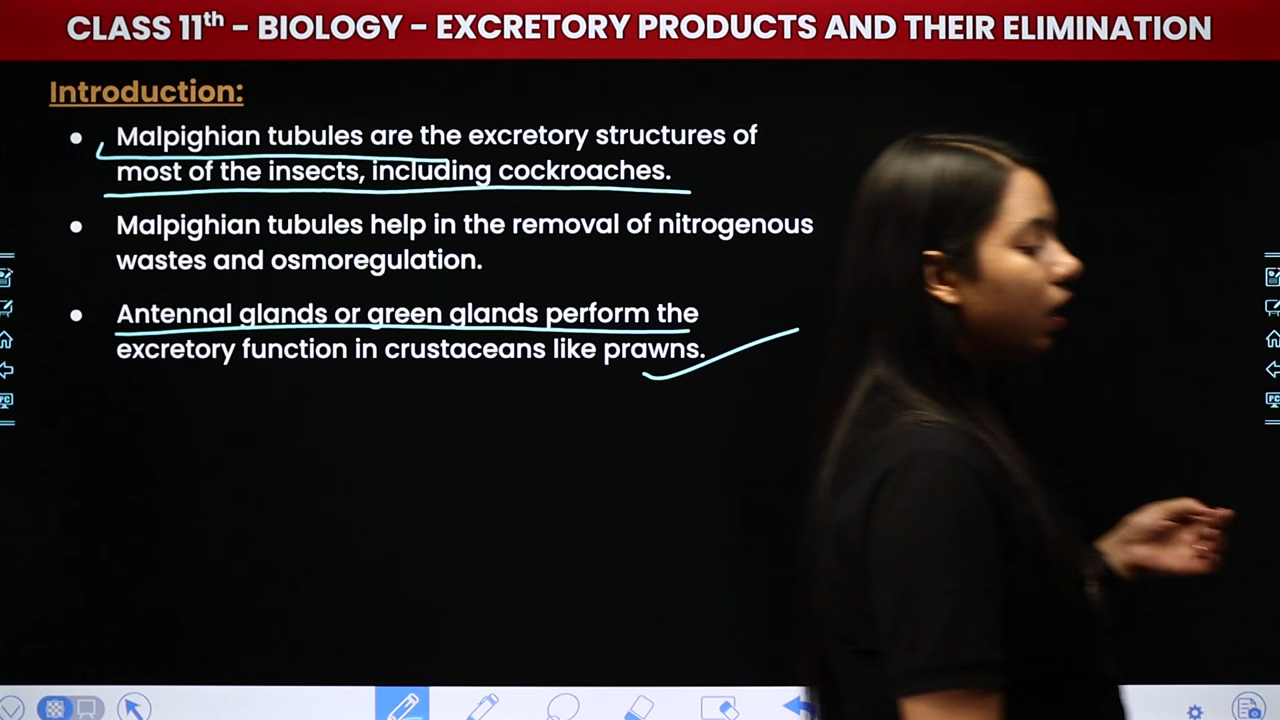 CLASS 11th – BIOLOGY – EXCRETORY PRODUCTS AND THEIR ELIMINATION
Introduction:
• Malpighian tubules are the excretory structures of
most of the insects, including cockroaches.
• Malpighian tubules help in the removal of nitrogenous
wastes and osmoregulation.
• Antennal glands or green glands perform the
excretory function in crustaceans like prawns.
PC
PC